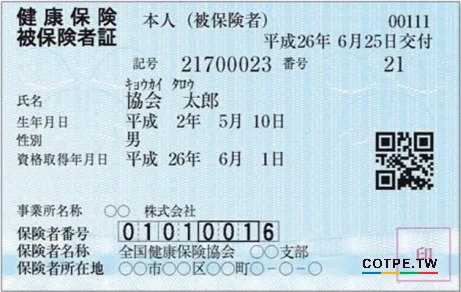 健康保険 本人(被保険者) 00111
被保険者証 平成26年 6月25日交付
記号 21700023 番号 21
ｷｮｳｶｲ ﾀﾛｳ
氏名 協会 太郎
生年月日 平成 2年 5月 10日
性別 男
資格取得年月日 平成 26年 6月 1日
事業所名称 ○○ 株式会社
保険者番号 01010016
保険者名称 全国健康保険協会 ○○支部
保険者所在地 ○○市○○区○○町○-○-○
印
COTPE.TW